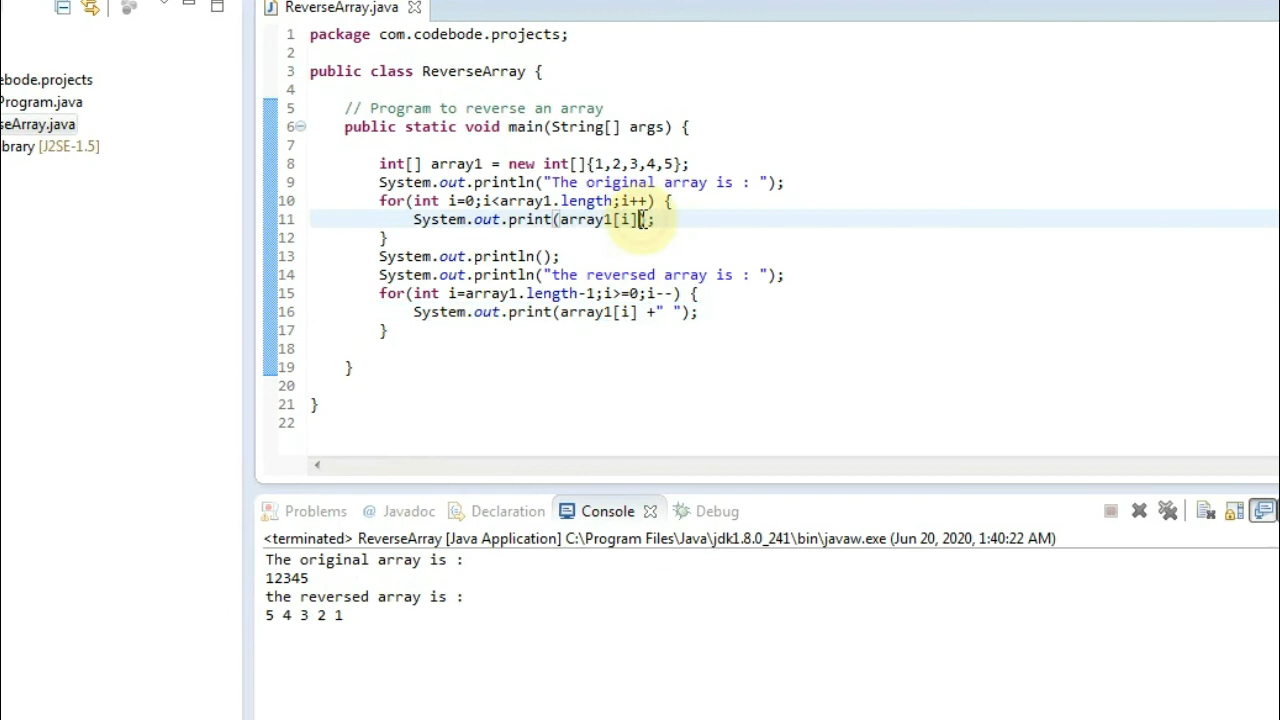 ReverseArray.java
ebode.projects
Program.java
seArray.java
brary [J2SE-1.5]
1 package com.codebode.projects;
2
3 public class ReverseArray {
4
5 // Program to reverse an array
6 public static void main(String[] args) {
7
8 int[] array1 = new int[]{1,2,3,4,5};
9 System.out.println("The original array is : ");
10 for(int i=0;i<array1.length;i++) {
11 System.out.print(array1[i]);
12 }
13 System.out.println();
14 System.out.println("the reversed array is : ");
15 for(int i=array1.length-1;i>=0;i--) {
16 System.out.print(array1[i] +" ");
17 }
18
19 }
20
21 }
22
Problems @ Javadoc Declaration Console Debug
<terminated> ReverseArray [Java Application] C:\Program Files\Java\jdk1.8.0_241\bin\javaw.exe (Jun 20, 2020, 1:40:22 AM)
The original array is :
12345
the reversed array is :
5 4 3 2 1